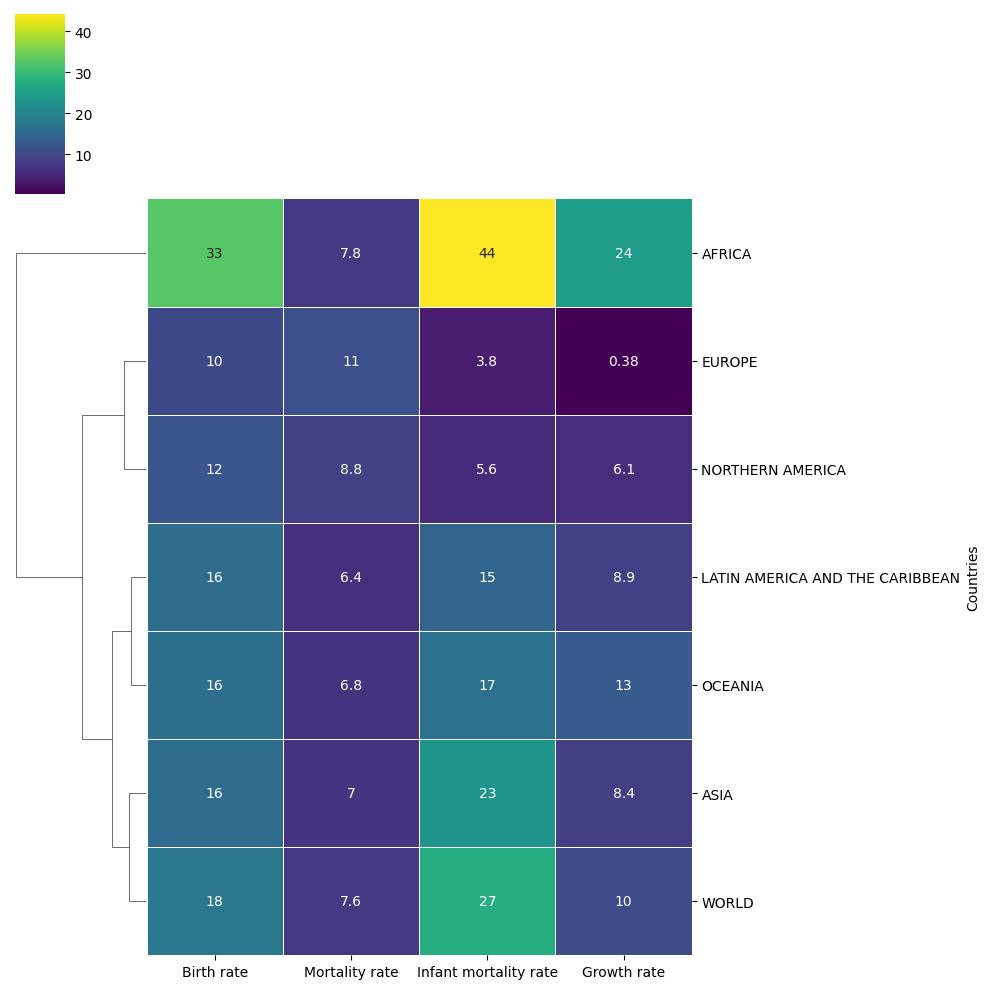 40
30
20
10
33 7.8 44 24 AFRICA
10 11 3.8 0.38 EUROPE
12 8.8 5.6 6.1 NORTHERN AMERICA
16 6.4 15 8.9 LATIN AMERICA AND THE CARIBBEAN
Countries
16 6.8 17 13 OCEANIA
16 7 23 8.4 ASIA
18 7.6 27 10 WORLD
Birth rate Mortality rate Infant mortality rate Growth rate